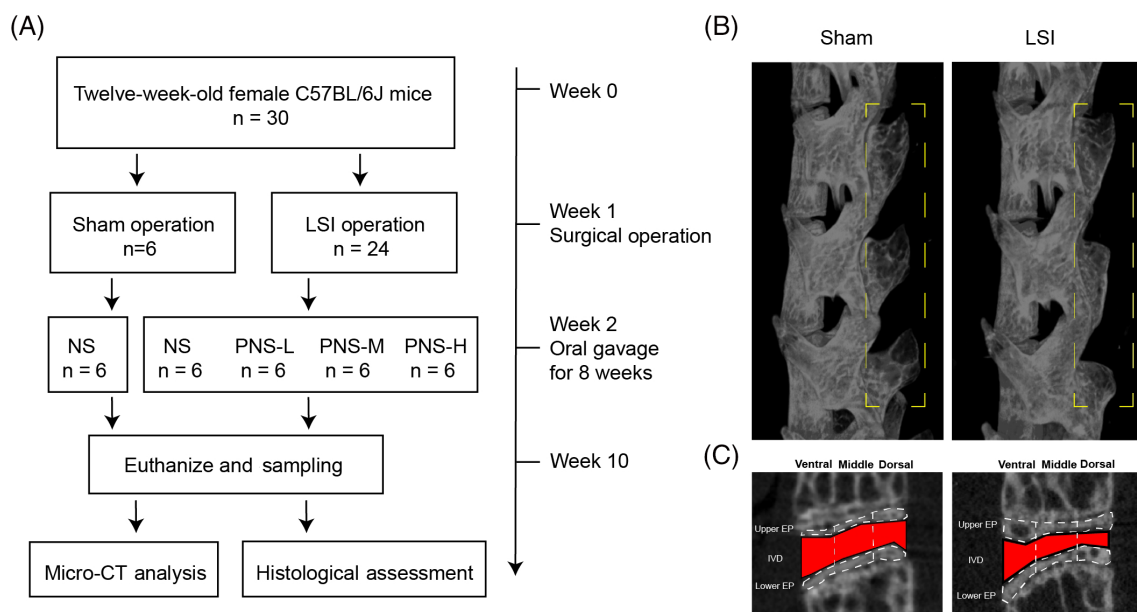 (A)
Twelve-week-old female C57BL/6J mice
n = 30
Sham operation
n=6
LSI operation
n = 24
NS
n = 6
NS PNS-L PNS-M PNS-H
n = 6 n = 6 n = 6 n = 6
Euthanize and sampling
Micro-CT analysis
Histological assessment
Week 0
Week 1
Surgical operation
Week 2
Oral gavage
for 8 weeks
Week 10
(B)
Sham
LSI
(C)
Ventral Middle Dorsal
Upper EP
IVD
Lower EP
Ventral Middle Dorsal
Upper EP
IVD
Lower EP